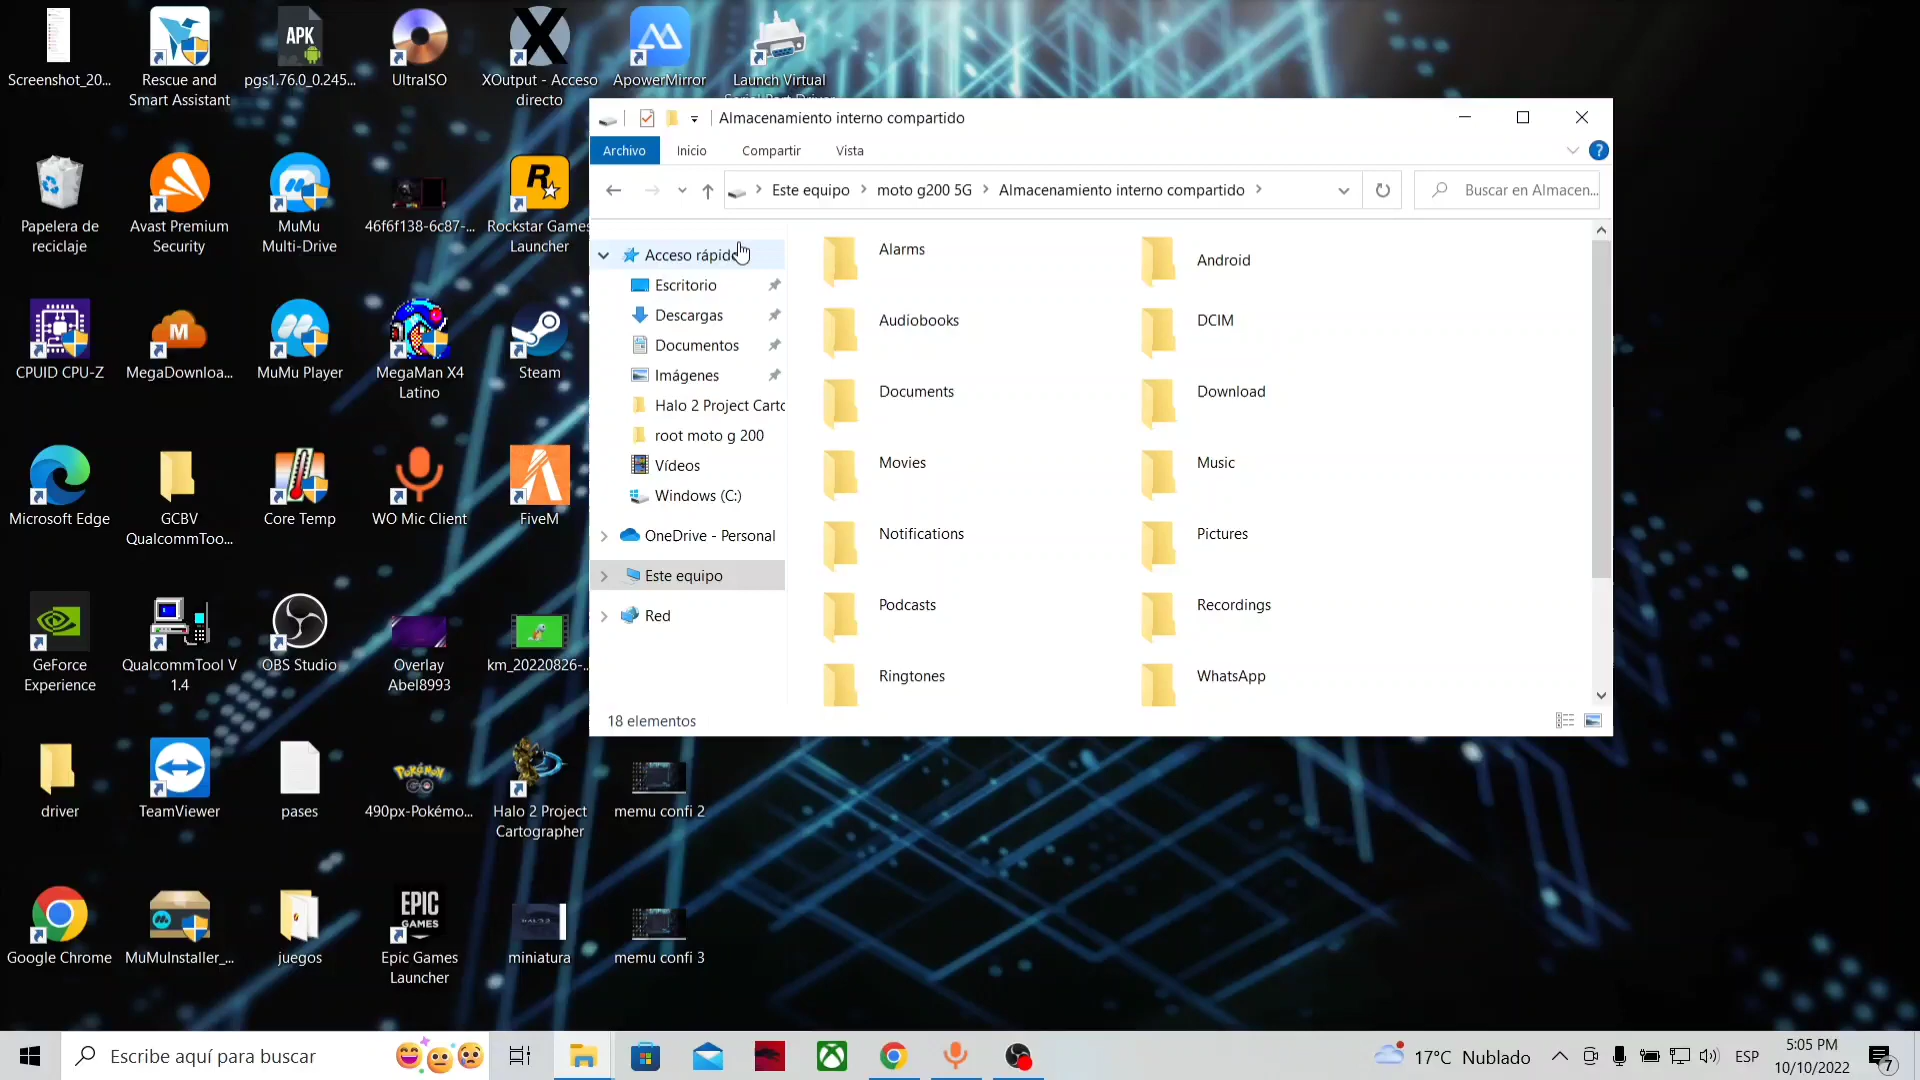 Screenshot_20...
Rescue and
Smart Assistant
APK
pgs1.76.0_0.245...
UltraISO
XOutput - Acceso
directo
ApowerMirror
Launch Virtual
Almacenamiento interno compartido
Archivo
Inicio
Compartir
Vista
?
Este equipo
moto g200 5G
Almacenamiento interno compartido
Buscar en Almacen...
Acceso rápido
Escritorio
Descargas
Documentos
Imágenes
Halo 2 Project Carto
root moto g 200
Vídeos
Windows (C:)
OneDrive - Personal
Este equipo
Red
Alarms
Android
Audiobooks
DCIM
Documents
Download
Movies
Music
Notifications
Pictures
Podcasts
Recordings
Ringtones
WhatsApp
18 elementos
Papelera de
reciclaje
Avast Premium
Security
MuMu
Multi-Drive
46f6f138-6c87-...
Rockstar Games
Launcher
CPUID CPU-Z
MegaDownloa...
MuMu Player
MegaMan X4
Latino
Steam
Microsoft Edge
GCBV
QualcommToo...
Core Temp
WO Mic Client
FiveM
GeForce
Experience
QualcommTool V
1.4
OBS Studio
Overlay
Abel8993
km_20220826-...
driver
TeamViewer
pases
490px-Pokémo...
Halo 2 Project
Cartographer
memu confi 2
Google Chrome
MuMuInstaller_...
juegos
EPIC
GAMES
Epic Games
Launcher
miniatura
memu confi 3
Escribe aquí para buscar
17°C Nublado
ESP
5:05 PM
10/10/2022
7